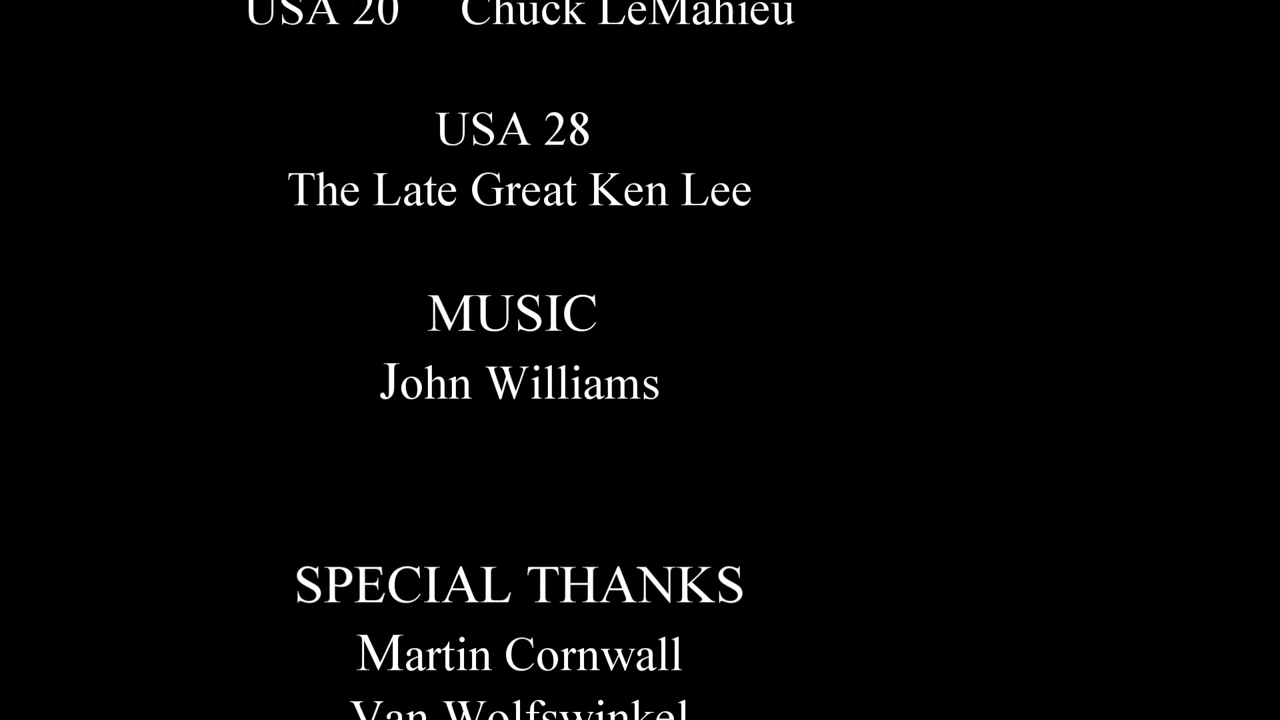 USA 20 Chuck LeMahieu
USA 28
The Late Great Ken Lee
MUSIC
John Williams
SPECIAL THANKS
Martin Cornwall
Van Wolfswinkel